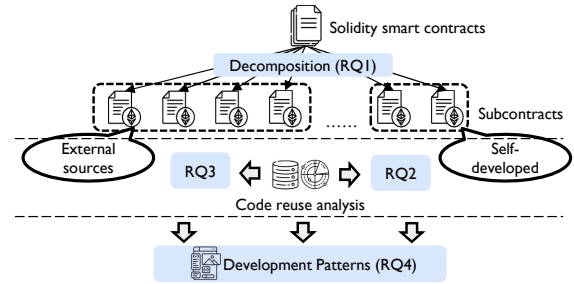 Solidity smart contracts
Decomposition (RQ1)
......
Subcontracts
External
sources
Self-
developed
RQ3
RQ2
Code reuse analysis
Development Patterns (RQ4)